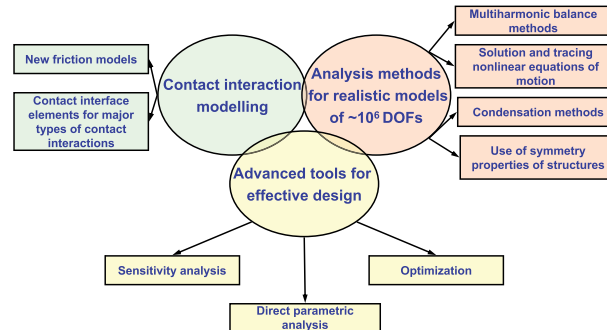 New friction models
Contact interface
elements for major
types of contact
interactions
Contact interaction
modelling
Analysis methods
for realistic models
of ~10⁶ DOFs
Multiharmonic balance
methods
Solution and tracing
nonlinear equations of
motion
Condensation methods
Use of symmetry
properties of structures
Advanced tools for
effective design
Sensitivity analysis
Direct parametric
analysis
Optimization